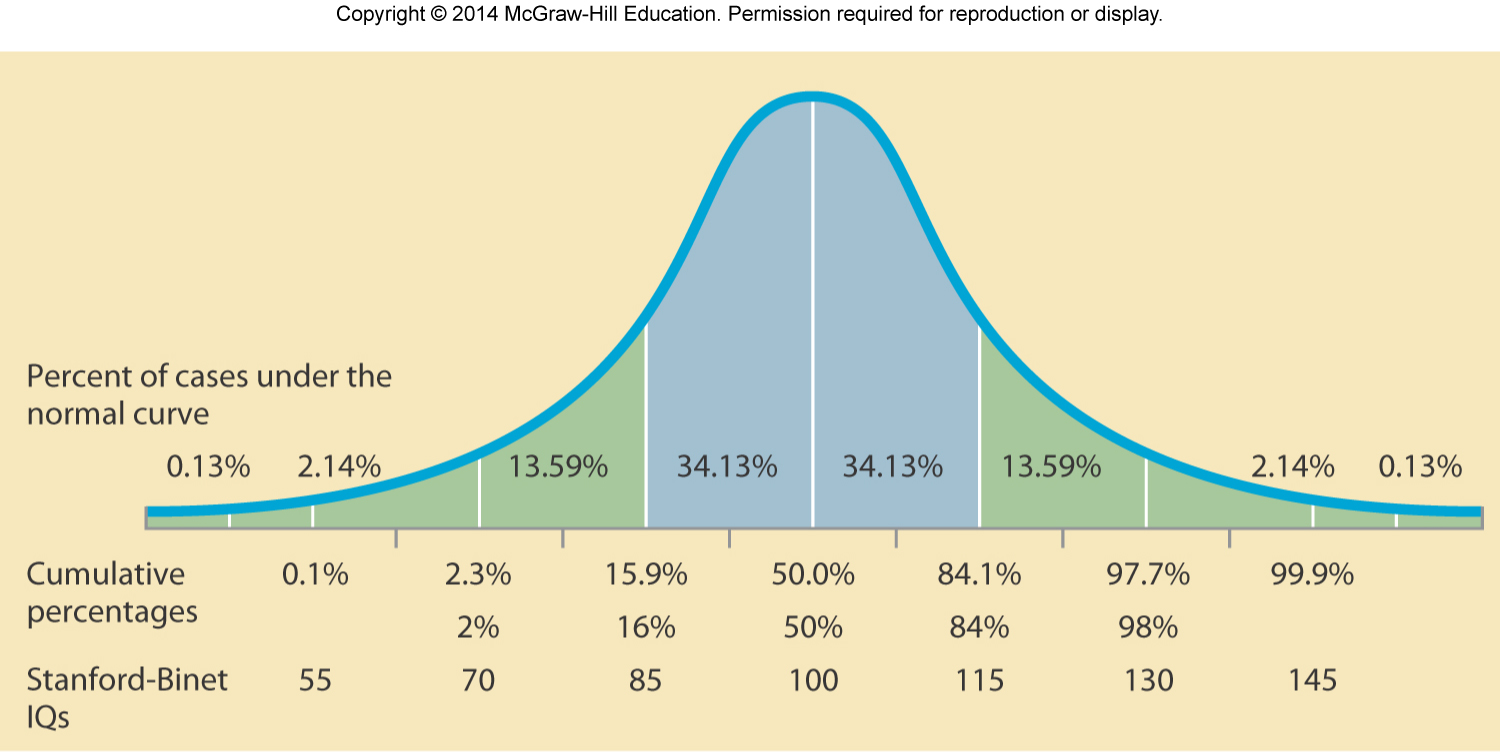 Copyright © 2014 McGraw-Hill Education. Permission required for reproduction or display.
Percent of cases under the
normal curve
0.13% 2.14% 13.59% 34.13% 34.13% 13.59% 2.14% 0.13%
Cumulative 0.1% 2.3% 15.9% 50.0% 84.1% 97.7% 99.9%
percentages
2% 16% 50% 84% 98%
Stanford-Binet 55 70 85 100 115 130 145
IQs